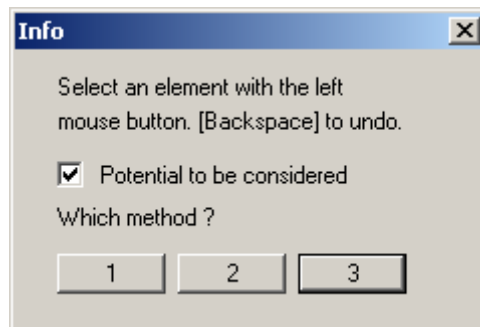 Info
Select an element with the left
mouse button. [Backspace] to undo.
Potential to be considered
Which method ?
1 2 3